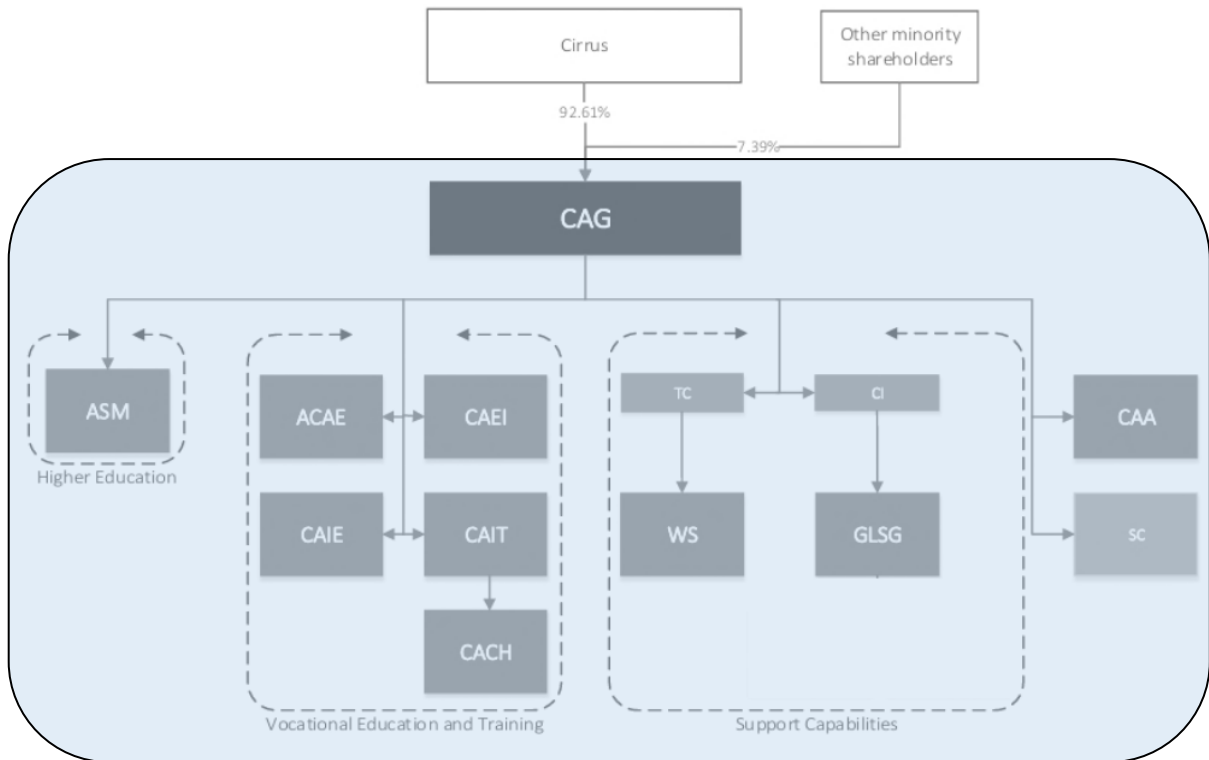 Cirrus
Other minority
shareholders
92.61%
7.39%
CAG
ASM
Higher Education
ACAE
CAEI
CAIE
CAIT
CACH
Vocational Education and Training
TC
CI
WS
GLSG
Support Capabilities
CAA
SC